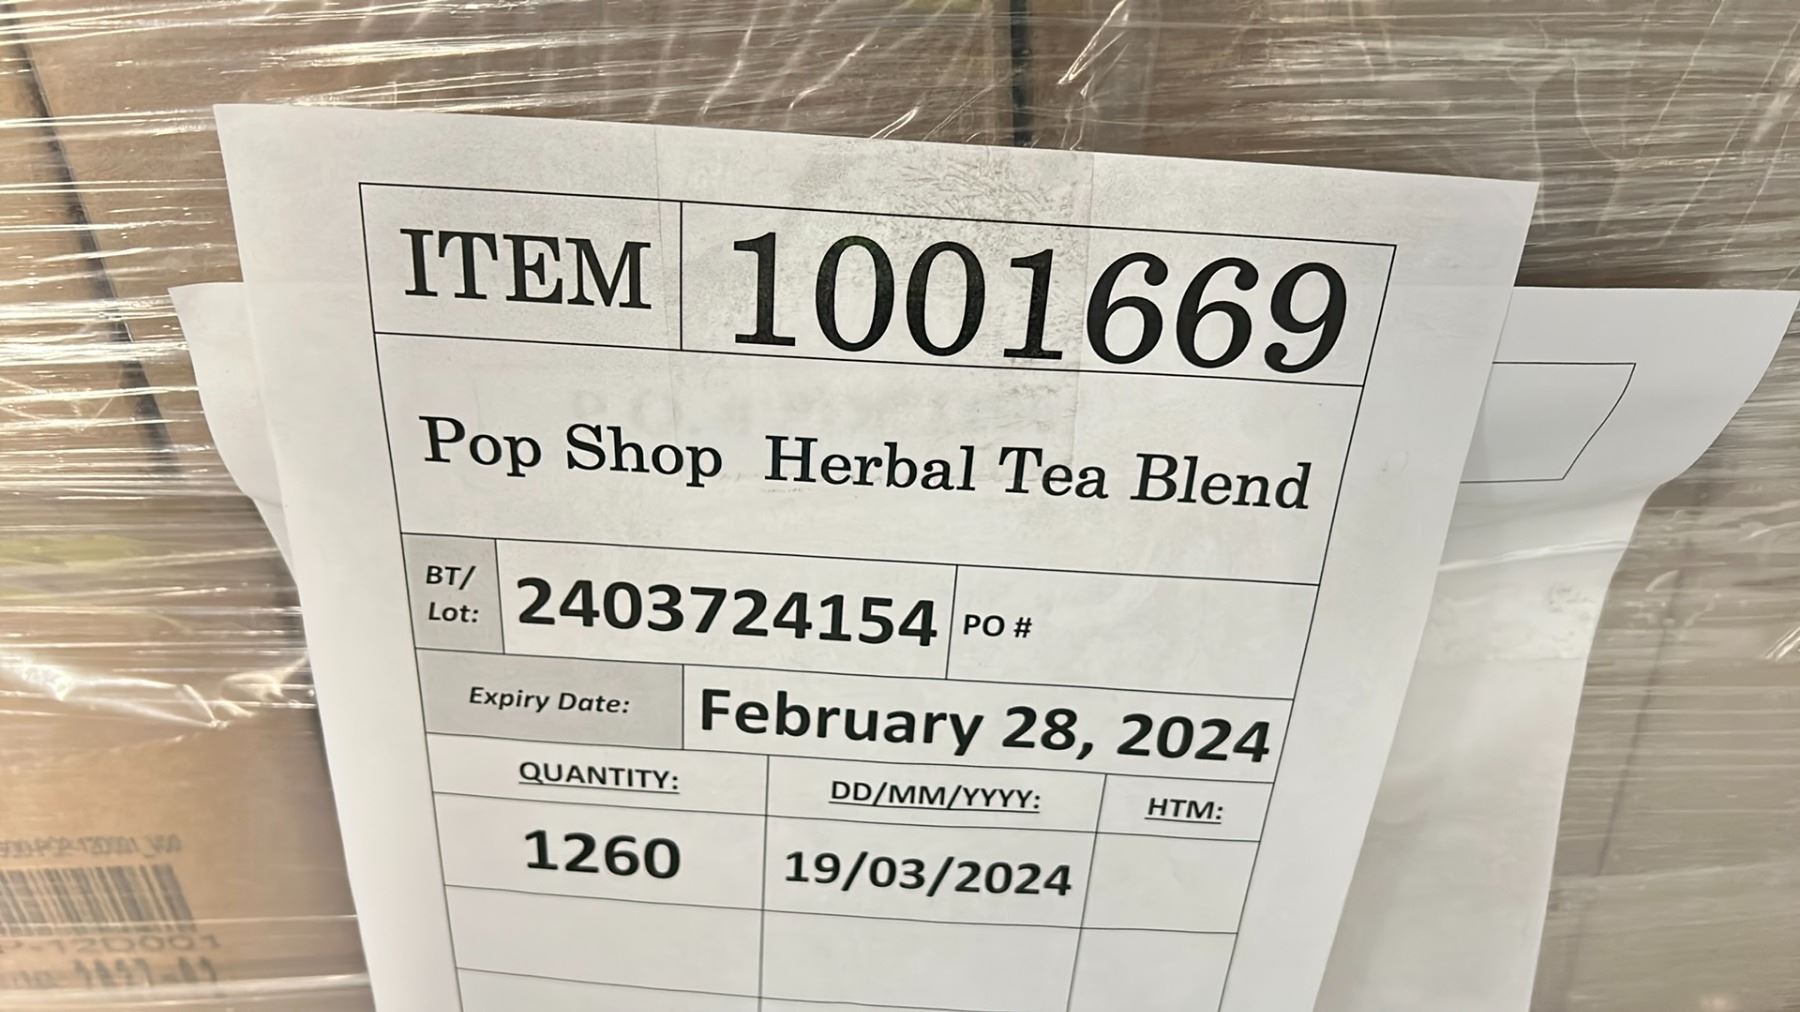 ITEM 1001669
Pop Shop Herbal Tea Blend
BT/
Lot: 2403724154 PO #
Expiry Date: February 28, 2024
QUANTITY: DD/MM/YYYY: HTM:
1260 19/03/2024
P-12D001